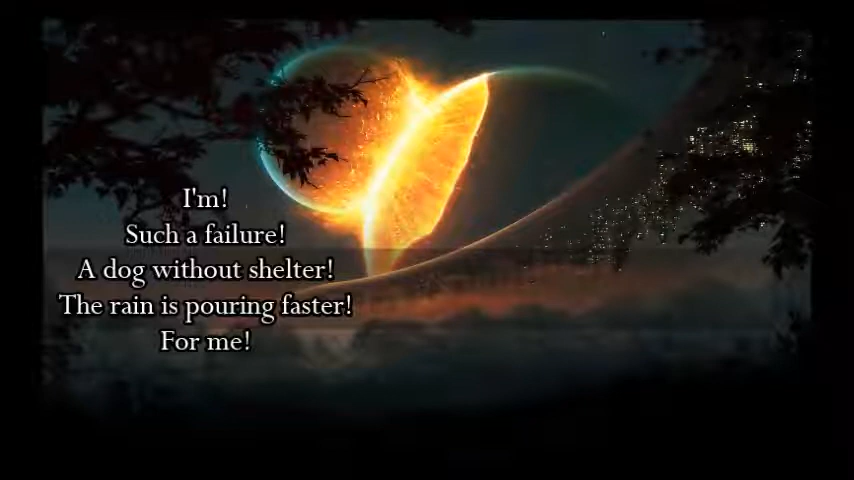 I'm!
Such a failure!
A dog without shelter!
The rain is pouring faster!
For me!